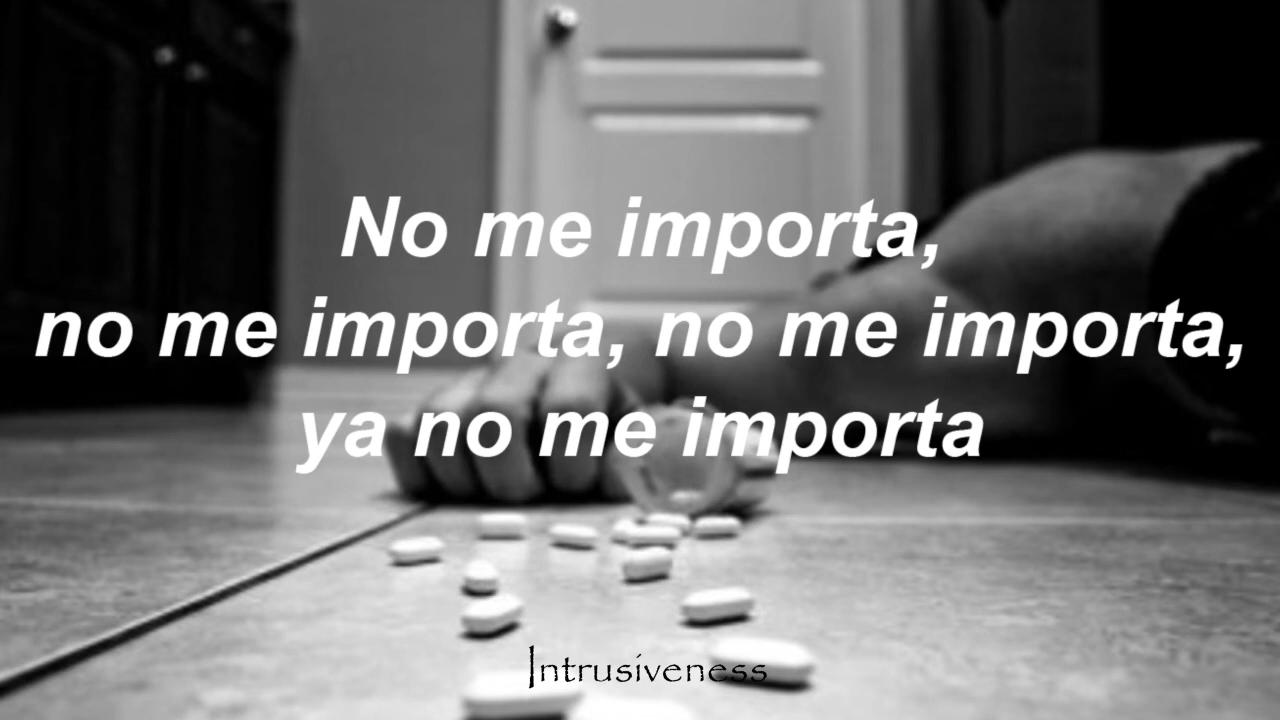 No me importa,
no me importa, no me importa,
ya no me importa
Intrusiveness